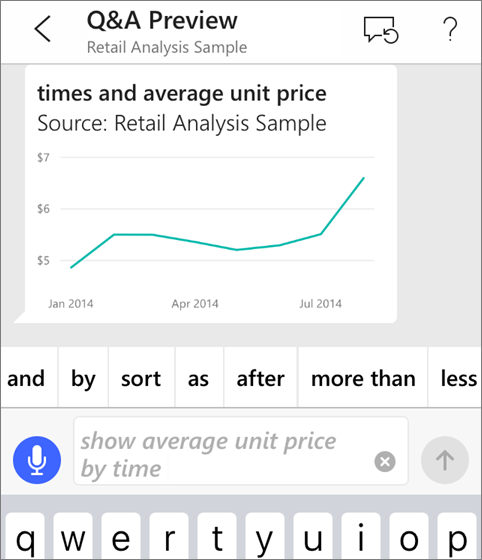 Q&A Preview
Retail Analysis Sample
?
times and average unit price
Source: Retail Analysis Sample
$7
$6
$5
Jan 2014 Apr 2014 Jul 2014
and by sort as after more than less
show average unit price
by time
q w e r t y u i o p